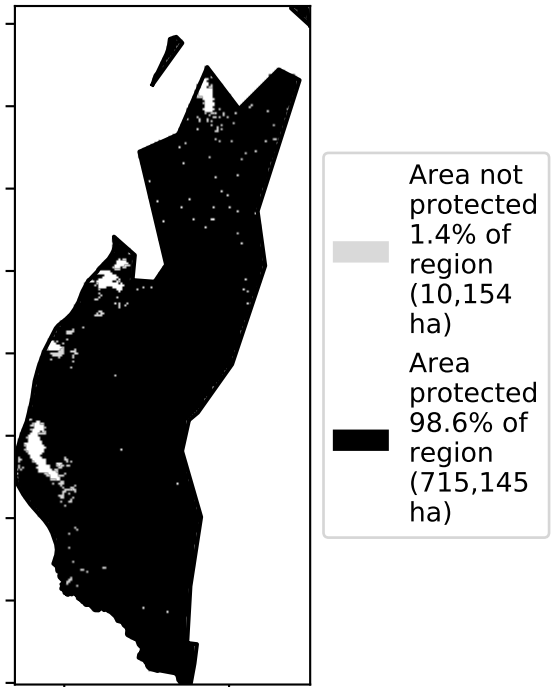 Area not
protected
1.4% of
region
(10,154
ha)
Area
protected
98.6% of
region
(715,145
ha)